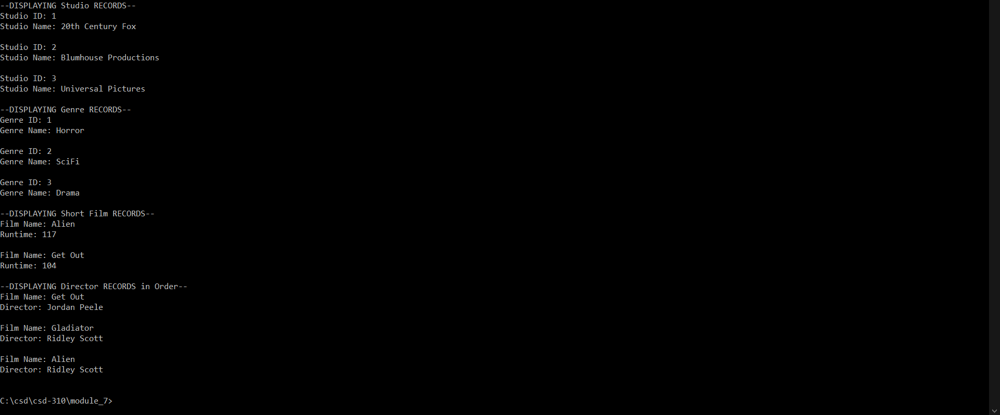 --DISPLAYING Studio RECORDS--
Studio ID: 1
Studio Name: 20th Century Fox

Studio ID: 2
Studio Name: Blumhouse Productions

Studio ID: 3
Studio Name: Universal Pictures

--DISPLAYING Genre RECORDS--
Genre ID: 1
Genre Name: Horror

Genre ID: 2
Genre Name: SciFi

Genre ID: 3
Genre Name: Drama

--DISPLAYING Short Film RECORDS--
Film Name: Alien
Runtime: 117

Film Name: Get Out
Runtime: 104

--DISPLAYING Director RECORDS in Order--
Film Name: Get Out
Director: Jordan Peele

Film Name: Gladiator
Director: Ridley Scott

Film Name: Alien
Director: Ridley Scott

C:\csd\csd-310\module_7>